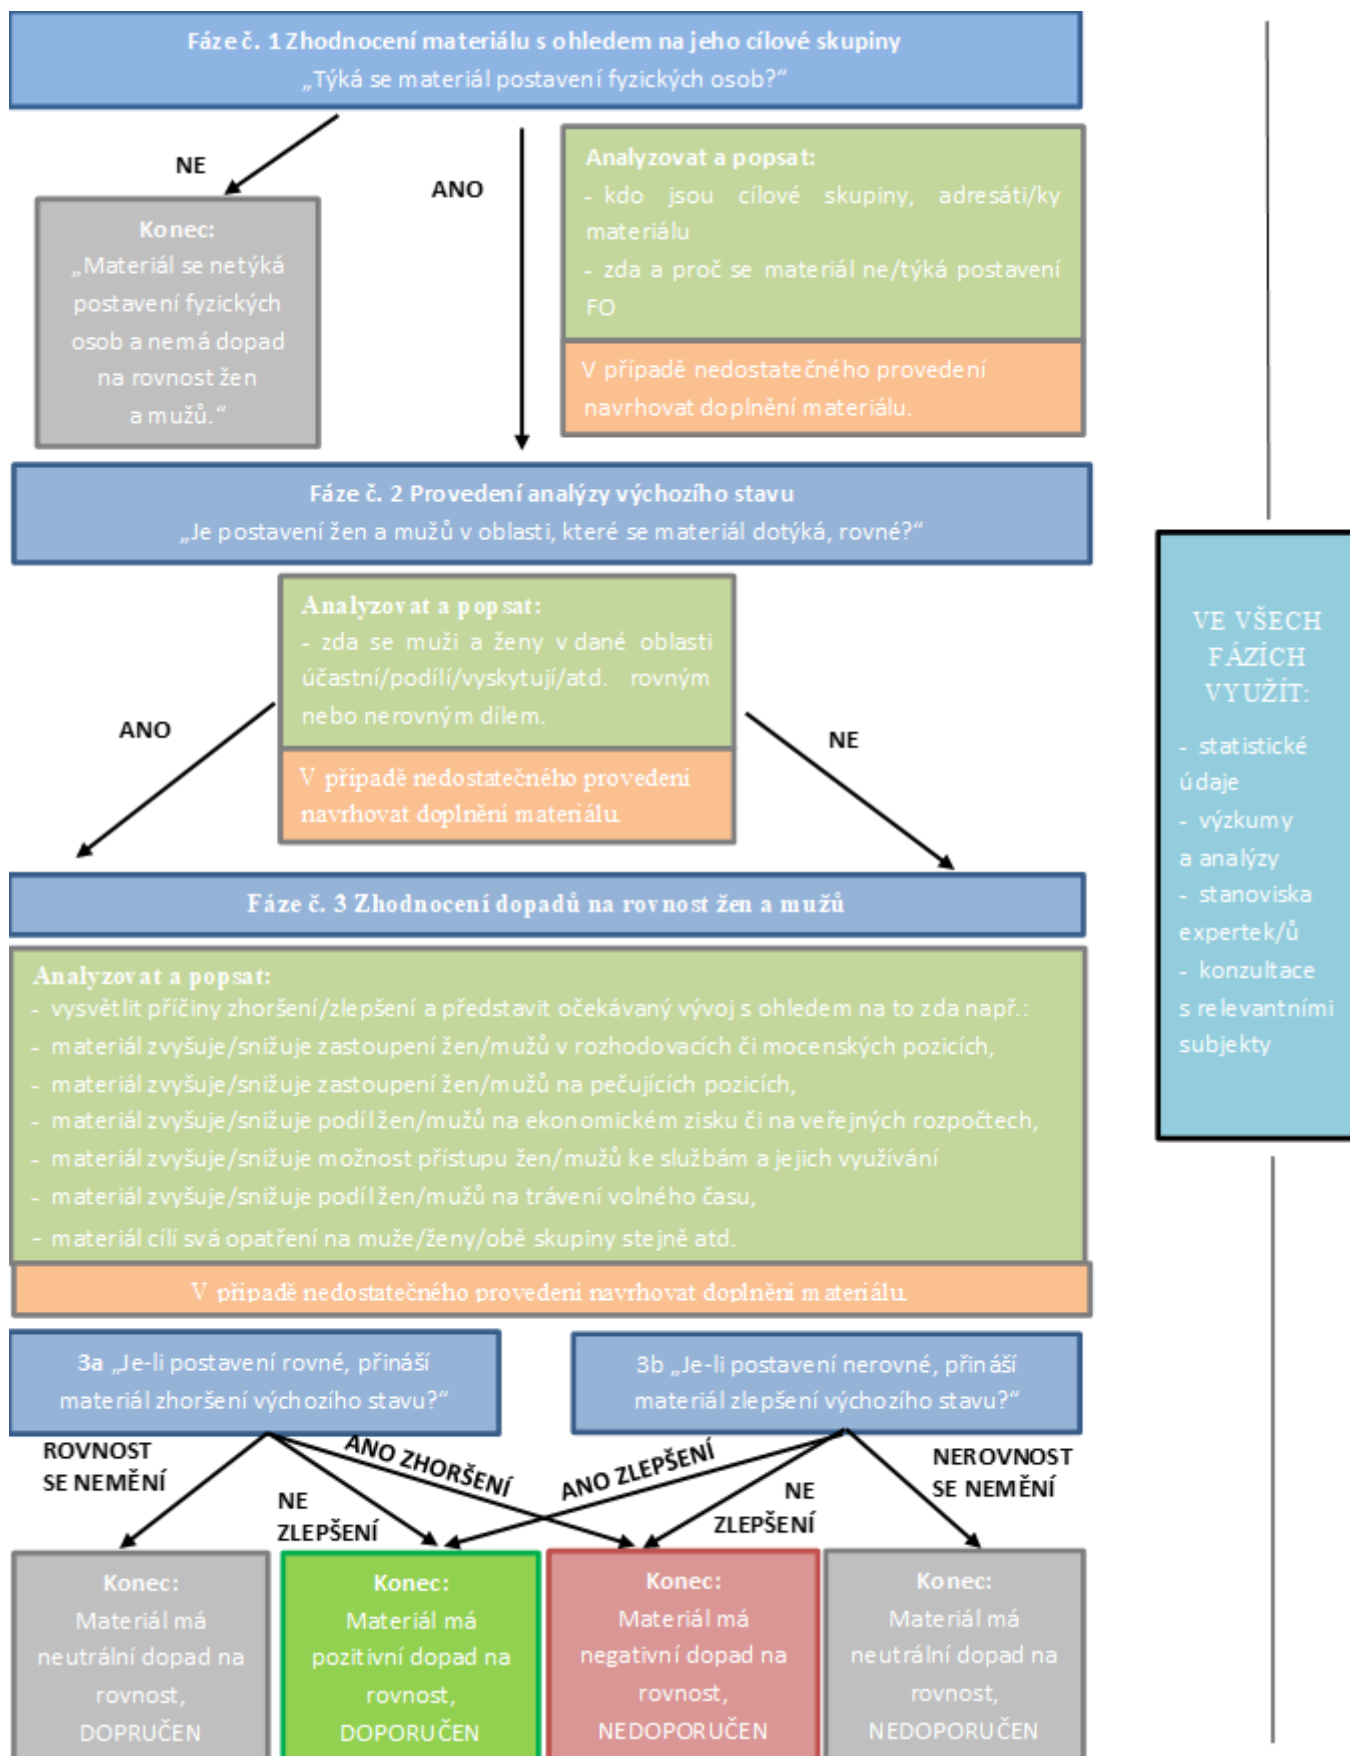 Fáze č. 1 Zhodnocení materiálu s ohledem na jeho cílové skupiny
„Týká se materiál postavení fyzických osob?“
NE
ANO
Konec:
„Materiál se netýká
postavení fyzických
osob a nemá dopad
na rovnost žen
a mužů.“
Analyzovat a popsat:
- kdo jsou cílové skupiny, adresáti/ky
materiálu
- zda a proč se materiál ne/týká postavení
FO
V případě nedostatečného provedení
navrhovat doplnění materiálu.
Fáze č. 2 Provedení analýzy výchozího stavu
„Je postavení žen a mužů v oblasti, které se materiál dotýká, rovné?“
Analyzovat a popsat:
- zda se muži a ženy v dané oblasti
účastní/podílí/vyskytují/atd. rovným
nebo nerovným dílem.
ANO
NE
V případě nedostatečného provedení
navrhovat doplnění materiálu.
Fáze č. 3 Zhodnocení dopadů na rovnost žen a mužů
Analyzovat a popsat:
- vysvětlit příčiny zhoršení/zlepšení a představit očekávaný vývoj s ohledem na to zda např.:
- materiál zvyšuje/snižuje zastoupení žen/mužů v rozhodovacích či mocenských pozicích,
- materiál zvyšuje/snižuje zastoupení žen/mužů na pečujících pozicích,
- materiál zvyšuje/snižuje podíl žen/mužů na ekonomickém zisku či na veřejných rozpočtech,
- materiál zvyšuje/snižuje možnost přístupu žen/mužů ke službám a jejich využívání
- materiál zvyšuje/snižuje podíl žen/mužů na trávení volného času,
- materiál cílí svá opatření na muže/ženy/obě skupiny stejně atd.
V případě nedostatečného provedení navrhovat doplnění materiálu.
3a „Je-li postavení rovné, přináší
materiál zhoršení výchozího stavu?“
3b „Je-li postavení nerovné, přináší
materiál zlepšení výchozího stavu?“
ROVNOST
SE NEMĚNÍ
NE
ZLEPŠENÍ
ANO ZHORŠENÍ
ANO ZLEPŠENÍ
NE
ZLEPŠENÍ
NEROVNOST
SE NEMĚNÍ
Konec:
Materiál má
neutrální dopad na
rovnost,
DOPRUČEN
Konec:
Materiál má
pozitivní dopad na
rovnost,
DOPORUČEN
Konec:
Materiál má
negativní dopad na
rovnost,
NEDOPORUČEN
Konec:
Materiál má
neutrální dopad na
rovnost,
NEDOPORUČEN
VE VŠECH
FÁZÍCH
VYUŽÍT:
- statistické
údaje
- výzkumy
a analýzy
- stanoviska
expertek/ů
- konzultace
s relevantními
subjekty